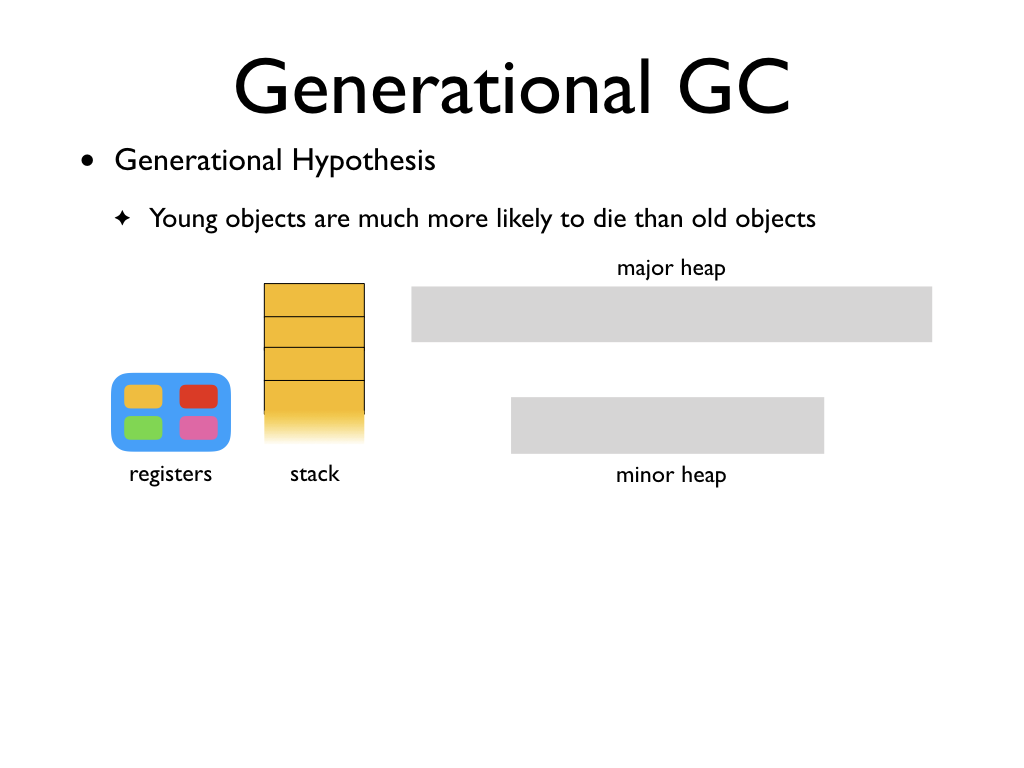 Generational GC
• Generational Hypothesis
✦ Young objects are much more likely to die than old objects
major heap
registers
stack
minor heap